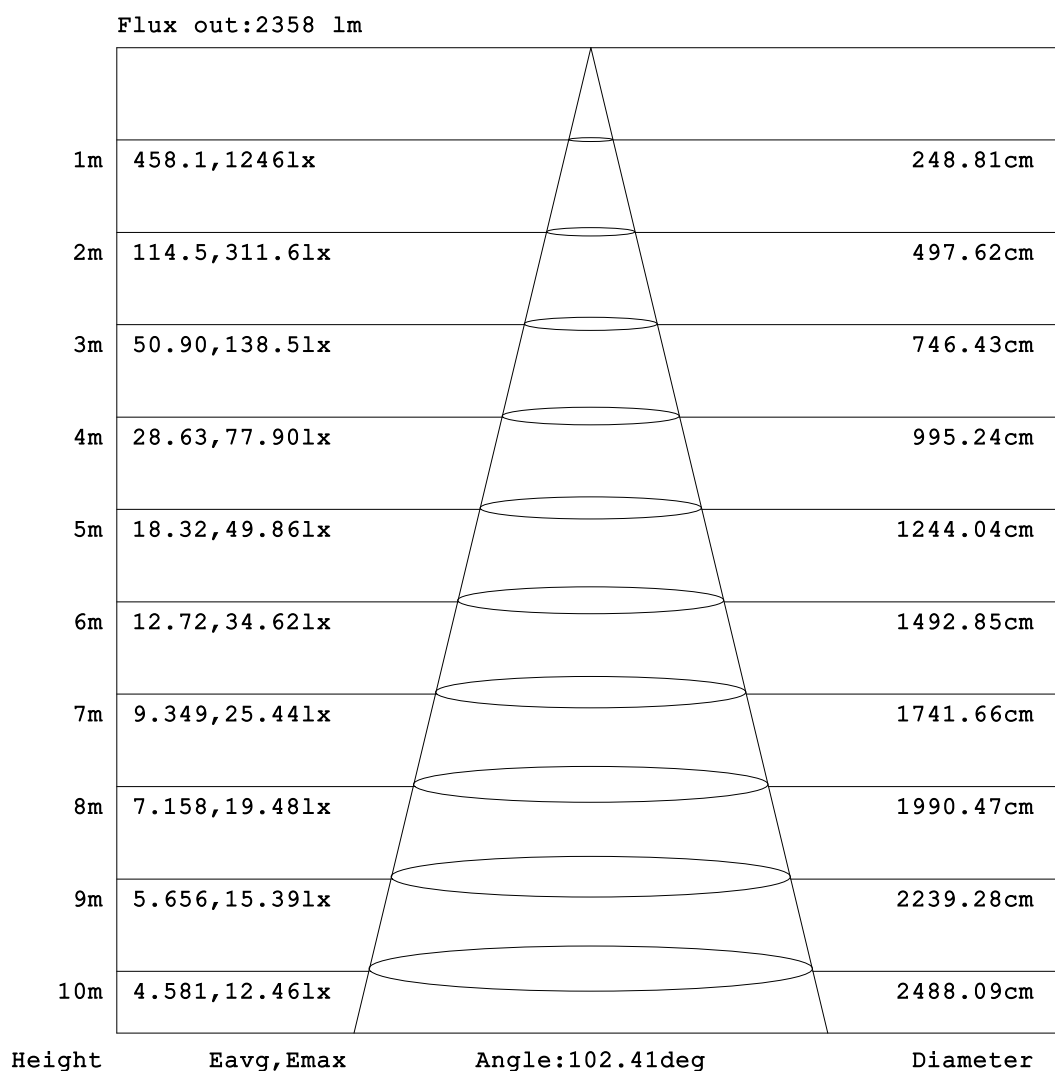 Flux out:2358 lm
1m 458.1,1246lx 248.81cm
2m 114.5,311.6lx 497.62cm
3m 50.90,138.5lx 746.43cm
4m 28.63,77.90lx 995.24cm
5m 18.32,49.86lx 1244.04cm
6m 12.72,34.62lx 1492.85cm
7m 9.349,25.44lx 1741.66cm
8m 7.158,19.48lx 1990.47cm
9m 5.656,15.39lx 2239.28cm
10m 4.581,12.46lx 2488.09cm
Height Eavg,Emax Angle:102.41deg Diameter